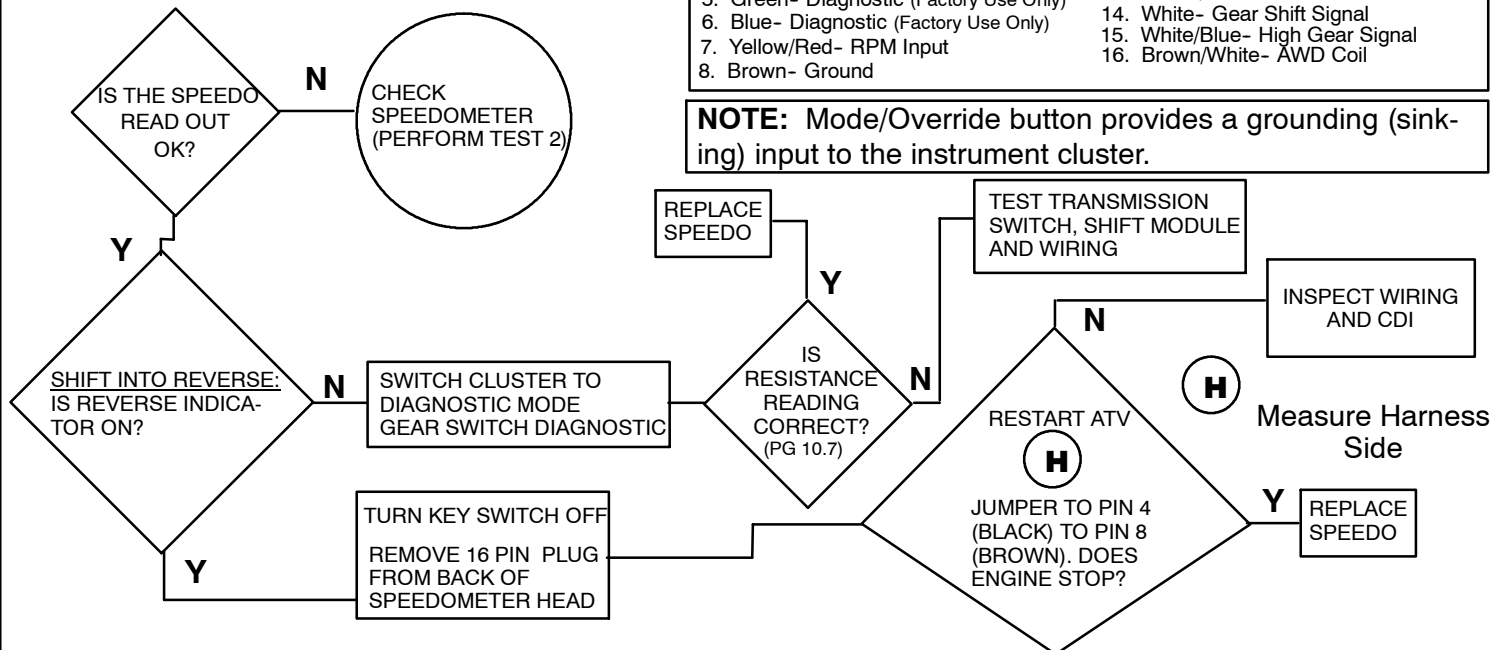 5. Green- Diagnostic (Factory Use Only)
6. Blue- Diagnostic (Factory Use Only)
7. Yellow/Red- RPM Input
8. Brown- Ground
14. White- Gear Shift Signal
15. White/Blue- High Gear Signal
16. Brown/White- AWD Coil
NOTE: Mode/Override button provides a grounding (sink-
ing) input to the instrument cluster.
IS THE SPEEDO
READ OUT
OK?
N
CHECK
SPEEDOMETER
(PERFORM TEST 2)
Y
SHIFT INTO REVERSE:
IS REVERSE INDICA-
TOR ON?
N
SWITCH CLUSTER TO
DIAGNOSTIC MODE
GEAR SWITCH DIAGNOSTIC
REPLACE
SPEEDO
Y
IS
RESISTANCE
READING
CORRECT?
(PG 10.7)
N
TEST TRANSMISSION
SWITCH, SHIFT MODULE
AND WIRING
Y
TURN KEY SWITCH OFF
REMOVE 16 PIN PLUG
FROM BACK OF
SPEEDOMETER HEAD
RESTART ATV
H
JUMPER TO PIN 4
(BLACK) TO PIN 8
(BROWN). DOES
ENGINE STOP?
N
INSPECT WIRING
AND CDI
H
Measure Harness
Side
Y
REPLACE
SPEEDO